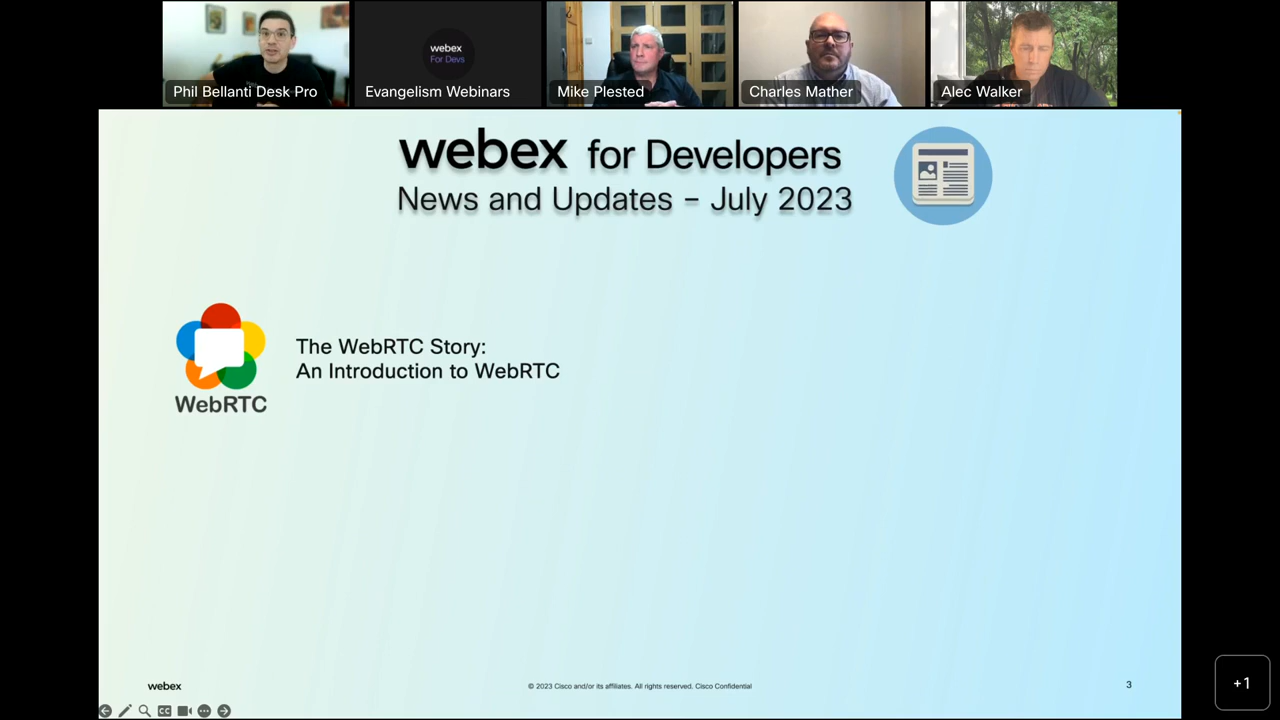 webex
For Devs
Phil Bellanti Desk Pro
Evangelism Webinars
Mike Plested
Charles Mather
Alec Walker
webex for Developers
News and Updates – July 2023
The WebRTC Story:
An Introduction to WebRTC
WebRTC
webex
© 2023 Cisco and/or its affiliates. All rights reserved. Cisco Confidential
3
CC
+1